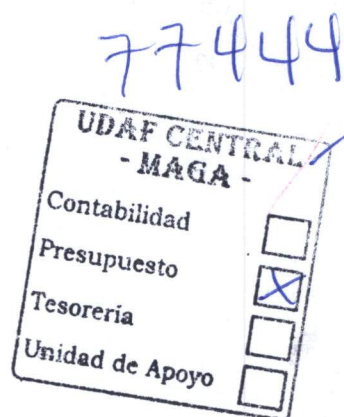 77444
UDAF CENTRAL
- MAGA -
Contabilidad
Presupuesto
X
Tesorería
Unidad de Apoyo